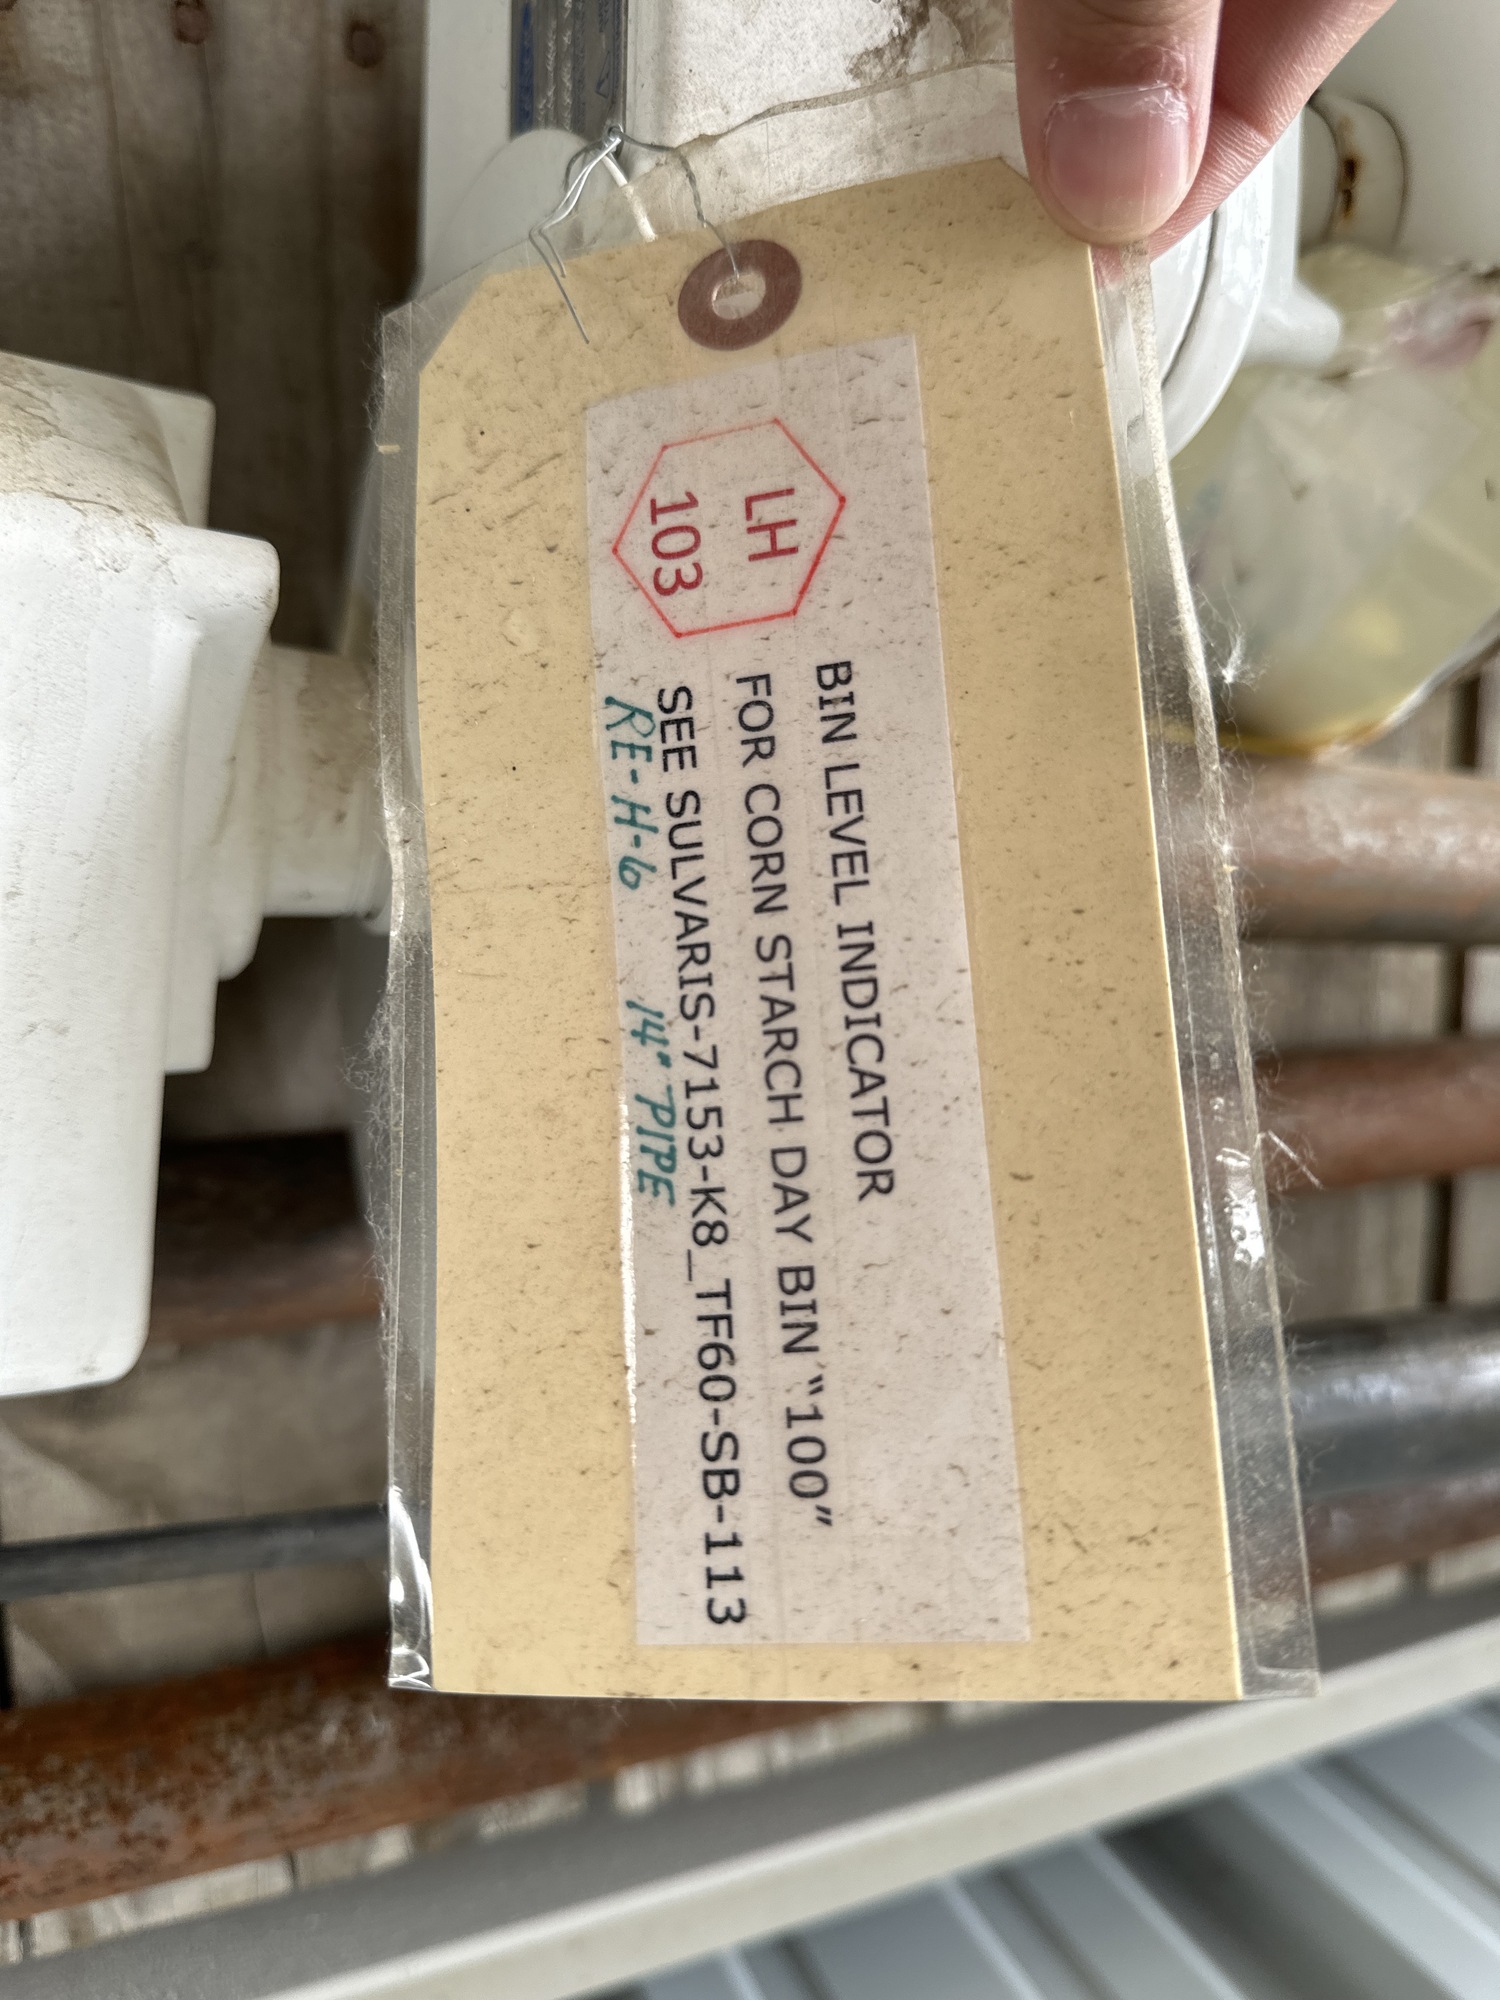 LH
103
BIN LEVEL INDICATOR
FOR CORN STARCH DAY BIN “100”
SEE SULVARIS-7153-K8_TF60-SB-113
RE-H-6 14" PIPE